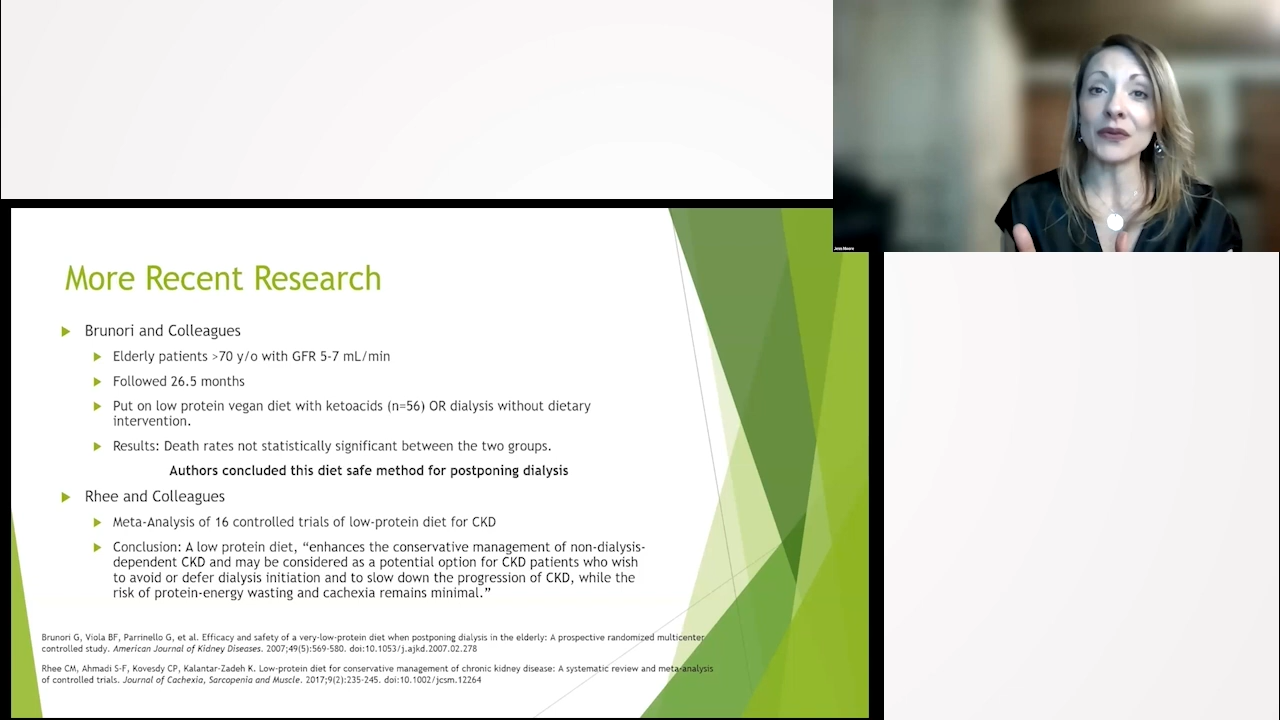 Jenn Moore
More Recent Research
Brunori and Colleagues
Elderly patients >70 y/o with GFR 5-7 mL/min
Followed 26.5 months
Put on low protein vegan diet with ketoacids (n=56) OR dialysis without dietary
intervention.
Results: Death rates not statistically significant between the two groups.
Authors concluded this diet safe method for postponing dialysis
Rhee and Colleagues
Meta-Analysis of 16 controlled trials of low-protein diet for CKD
Conclusion: A low protein diet, “enhances the conservative management of non-dialysis-
dependent CKD and may be considered as a potential option for CKD patients who wish
to avoid or defer dialysis initiation and to slow down the progression of CKD, while the
risk of protein-energy wasting and cachexia remains minimal.”
Brunori G, Viola BF, Parrinello G, et al. Efficacy and safety of a very-low-protein diet when postponing dialysis in the elderly: A prospective randomized multicenter
controlled study. American Journal of Kidney Diseases. 2007;49(5):569-580. doi:10.1053/j.ajkd.2007.02.278
Rhee CM, Ahmadi S-F, Kovesdy CP, Kalantar-Zadeh K. Low-protein diet for conservative management of chronic kidney disease: A systematic review and meta-analysis
of controlled trials. Journal of Cachexia, Sarcopenia and Muscle. 2017;9(2):235-245. doi:10.1002/jcsm.12264